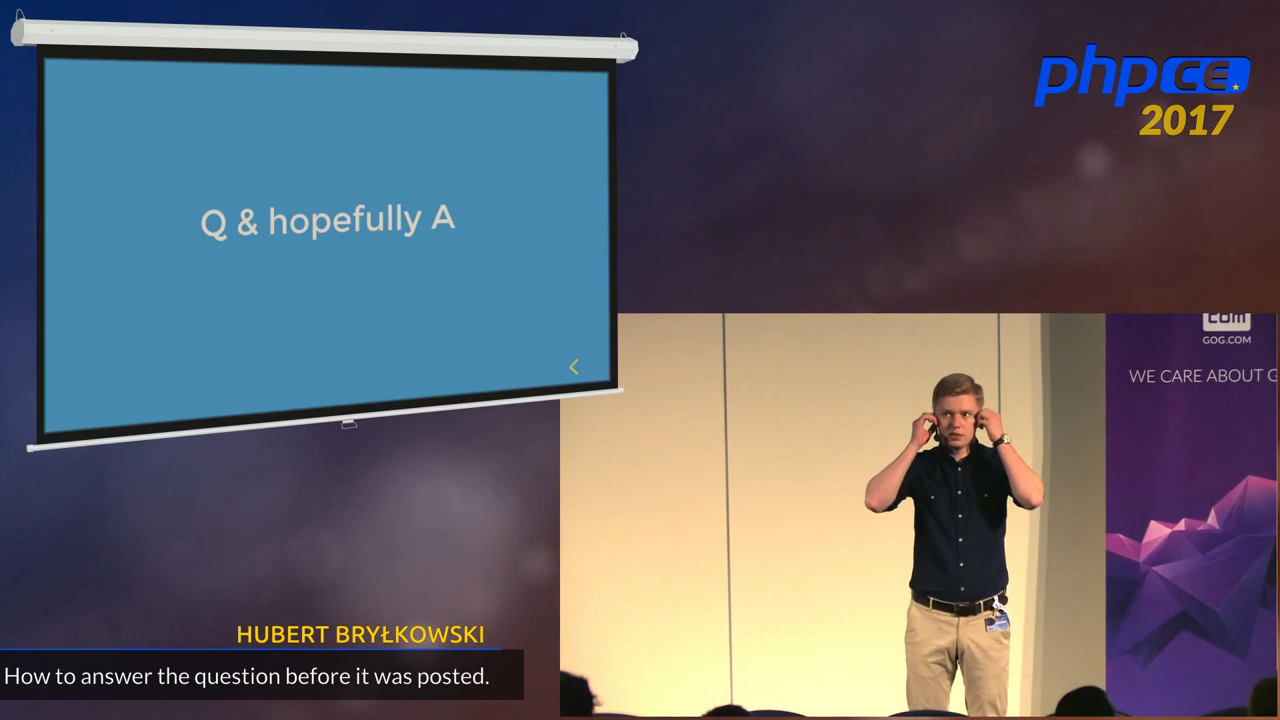 Q & hopefully A
phpCE
2017
com
GOG.COM
WE CARE ABOUT G
HUBERT BRYŁKOWSKI
How to answer the question before it was posted.